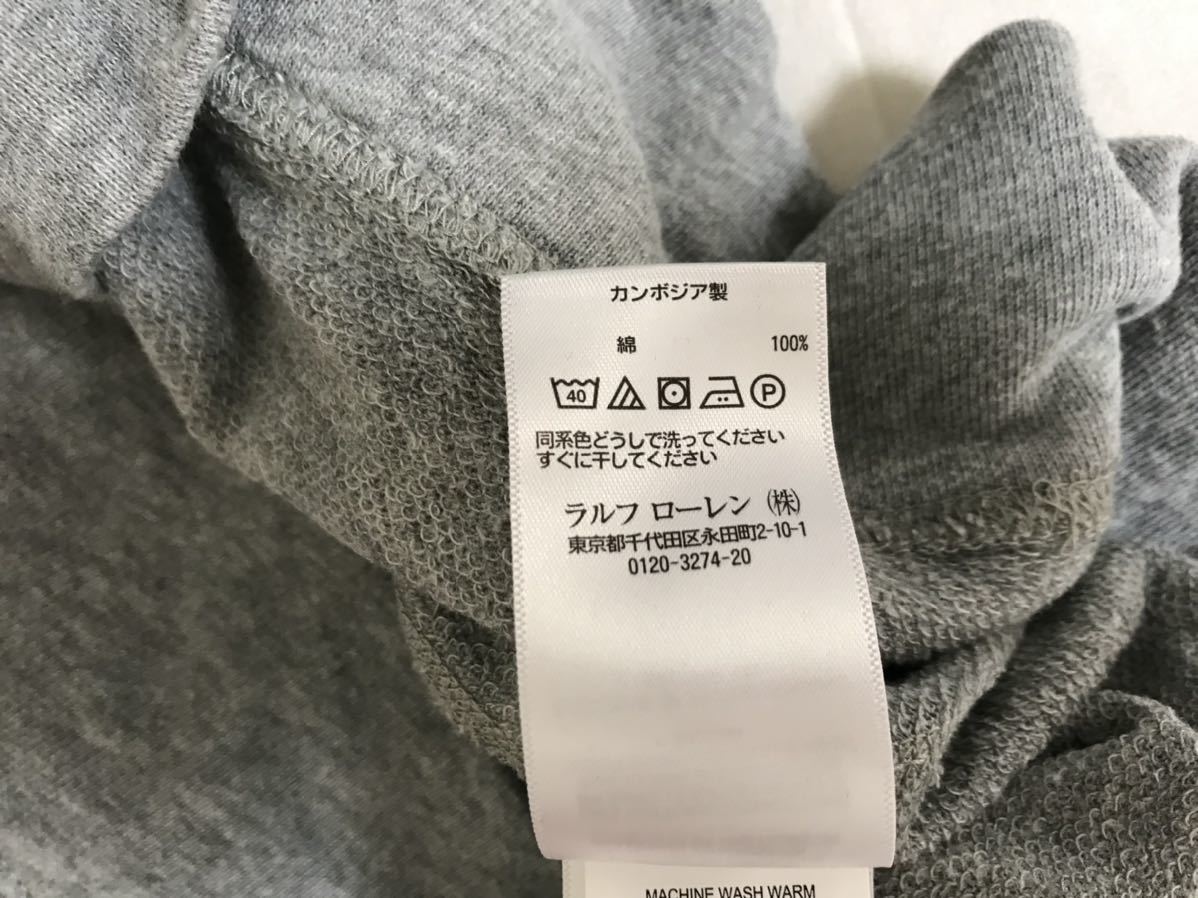 カンボジア製
綿 100%
40 P
同系色どうしで洗ってください
すぐに干してください
ラルフ ローレン ㈱
東京都千代田区永田町2-10-1
0120-3274-20
MACHINE WASH WARM